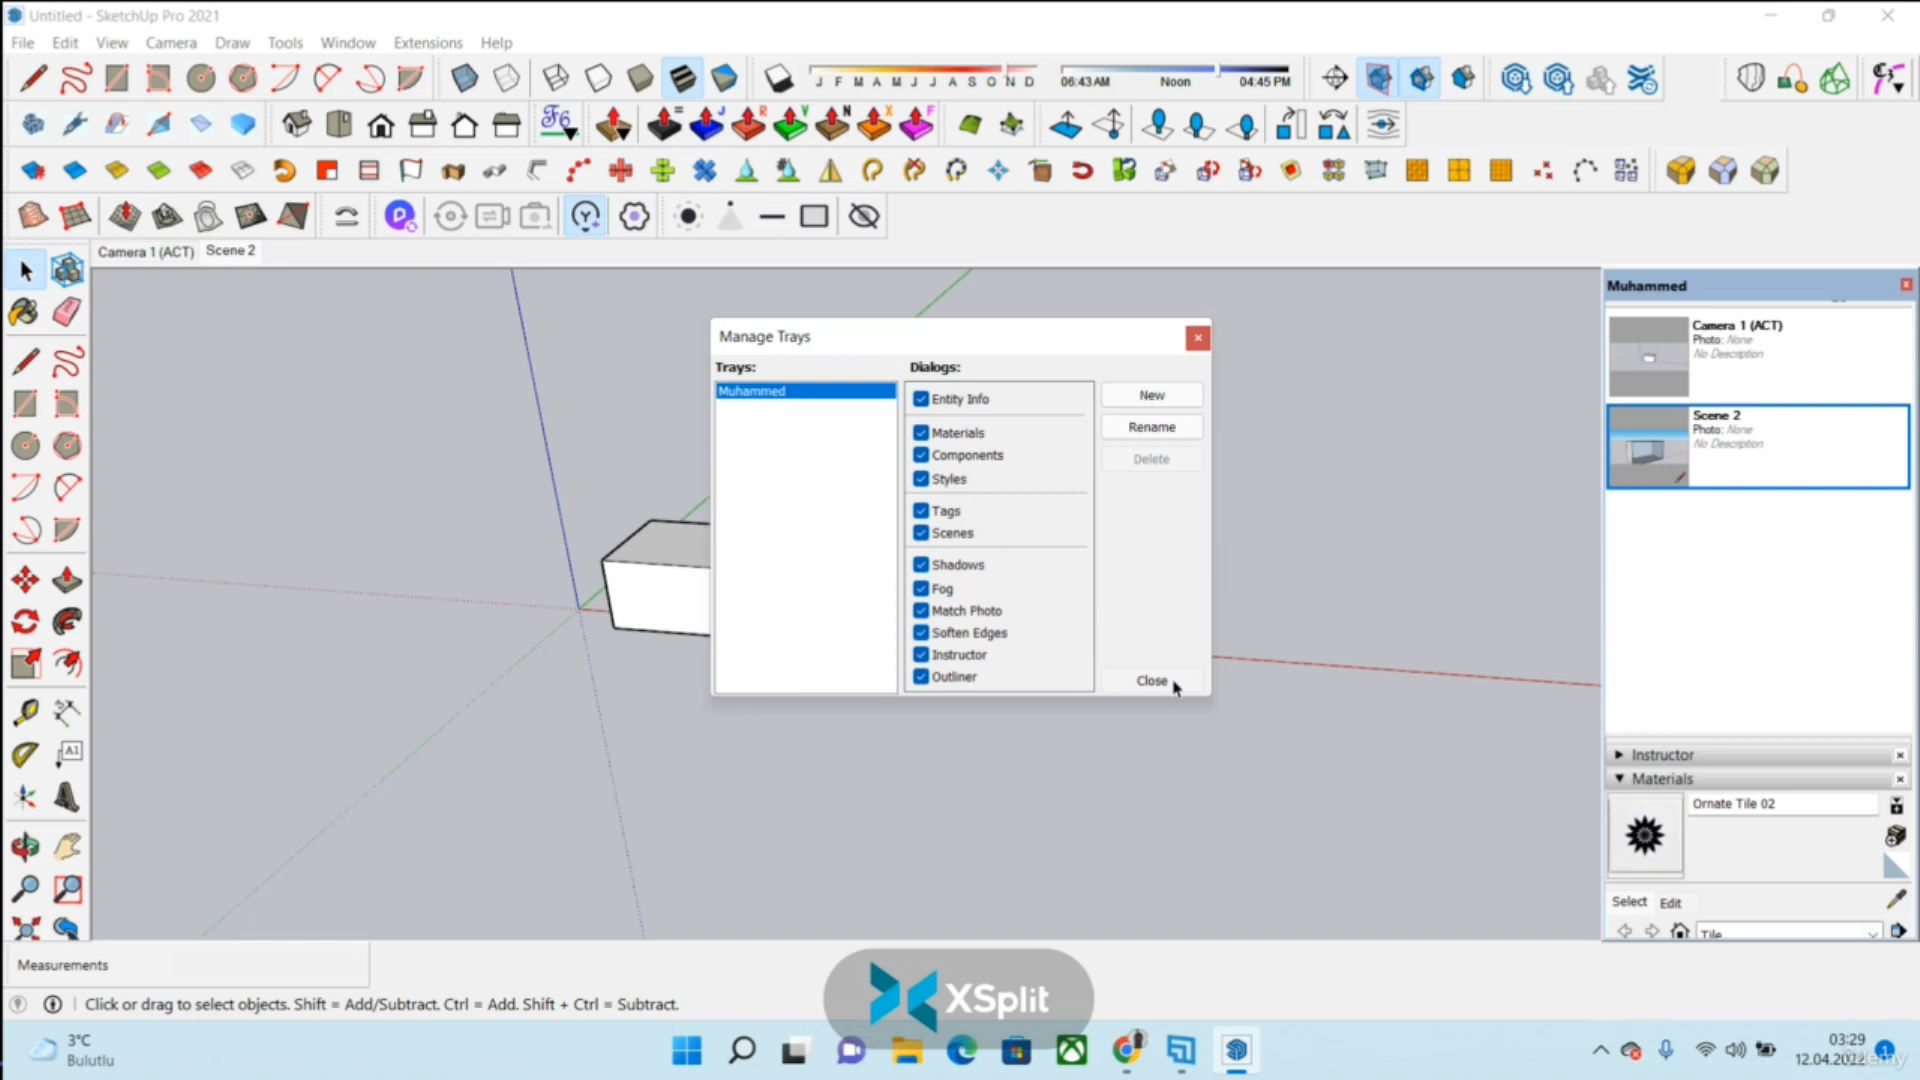 Untitled - SketchUp Pro 2021
File Edit View Camera Draw Tools Window Extensions Help
J F M A M J J A S O N D
06:43 AM Noon 04:45 PM
Camera 1 (ACT) Scene 2
Muhammed
Camera 1 (ACT)
Photo: None
No Description
Scene 2
Photo: None
No Description
Manage Trays
Trays:
Muhammed
Dialogs:
Entity Info
Materials
Components
Styles
Tags
Scenes
Shadows
Fog
Match Photo
Soften Edges
Instructor
Outliner
New
Rename
Delete
Close
Instructor
Materials
Ornate Tile 02
Select Edit
Tile
Measurements
Click or drag to select objects. Shift = Add/Subtract. Ctrl = Add. Shift + Ctrl = Subtract.
XSplit
3°C
Bulutlu
03:29
12.04.2022